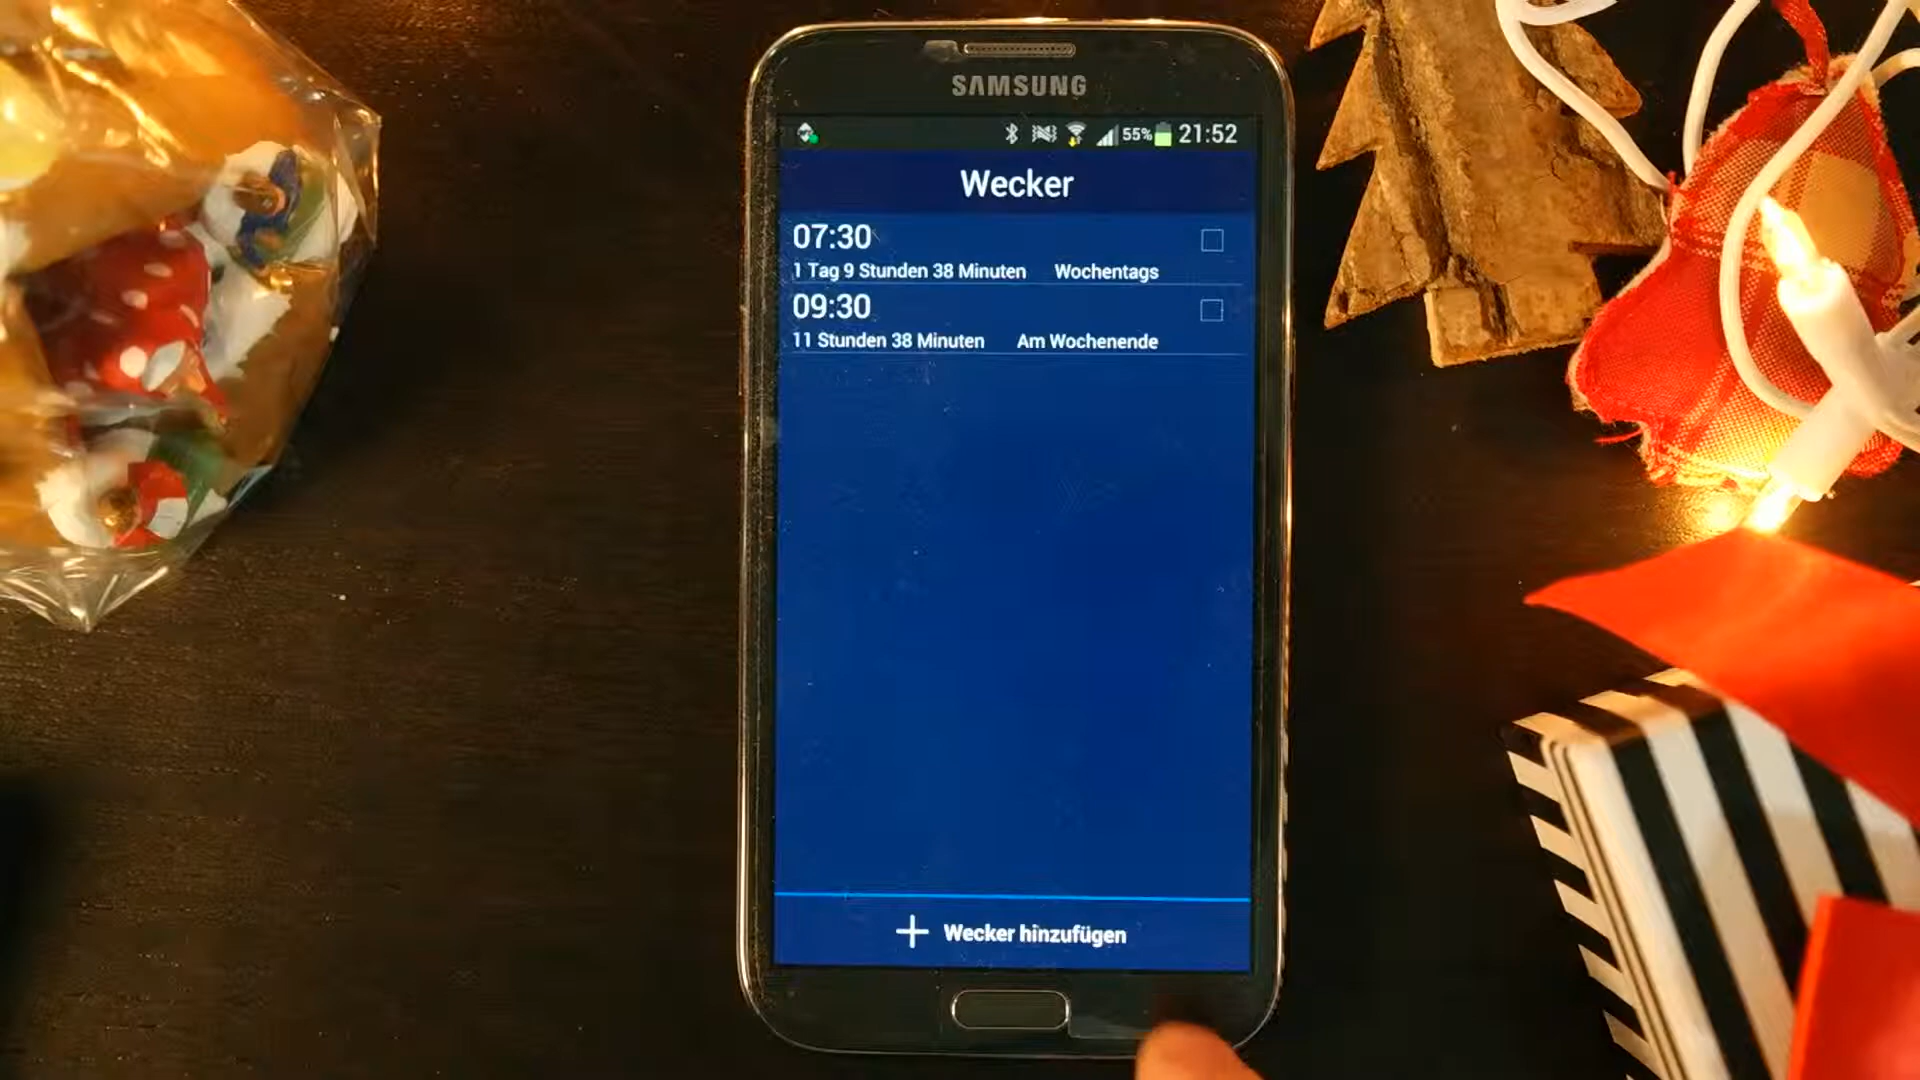 SAMSUNG
55% 21:52
Wecker
07:30
1 Tag 9 Stunden 38 Minuten Wochentags
09:30
11 Stunden 38 Minuten Am Wochenende
Wecker hinzufügen